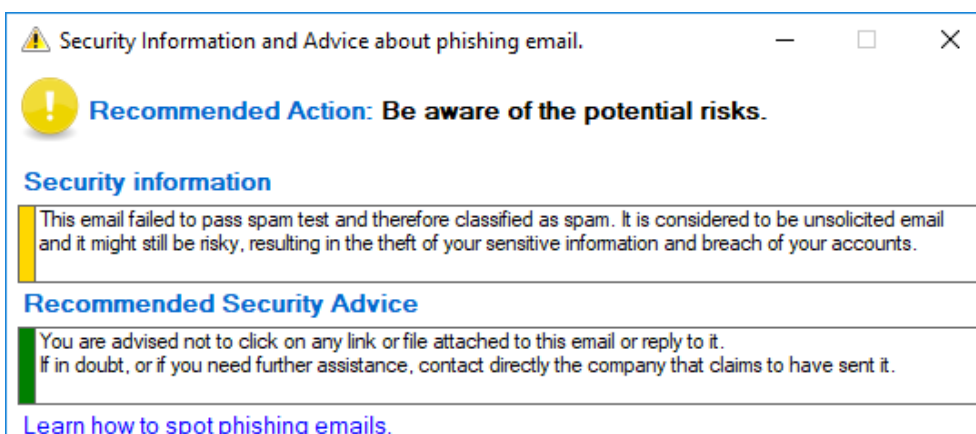 Security Information and Advice about phishing email.
Recommended Action: Be aware of the potential risks.
Security information
This email failed to pass spam test and therefore classified as spam. It is considered to be unsolicited email
and it might still be risky, resulting in the theft of your sensitive information and breach of your accounts.
Recommended Security Advice
You are advised not to click on any link or file attached to this email or reply to it.
If in doubt, or if you need further assistance, contact directly the company that claims to have sent it.
Learn how to spot phishing emails.